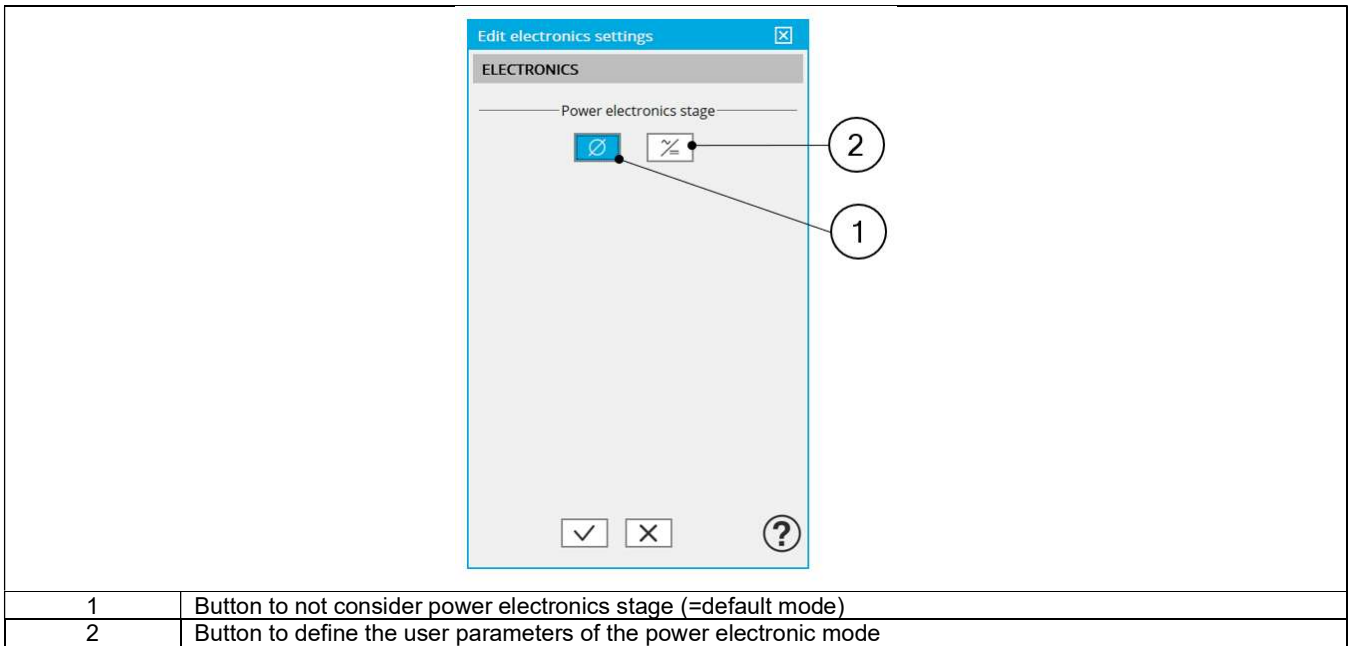 Edit electronics settings
ELECTRONICS
Power electronics stage
2
1
?
1 Button to not consider power electronics stage (=default mode)
2 Button to define the user parameters of the power electronic mode